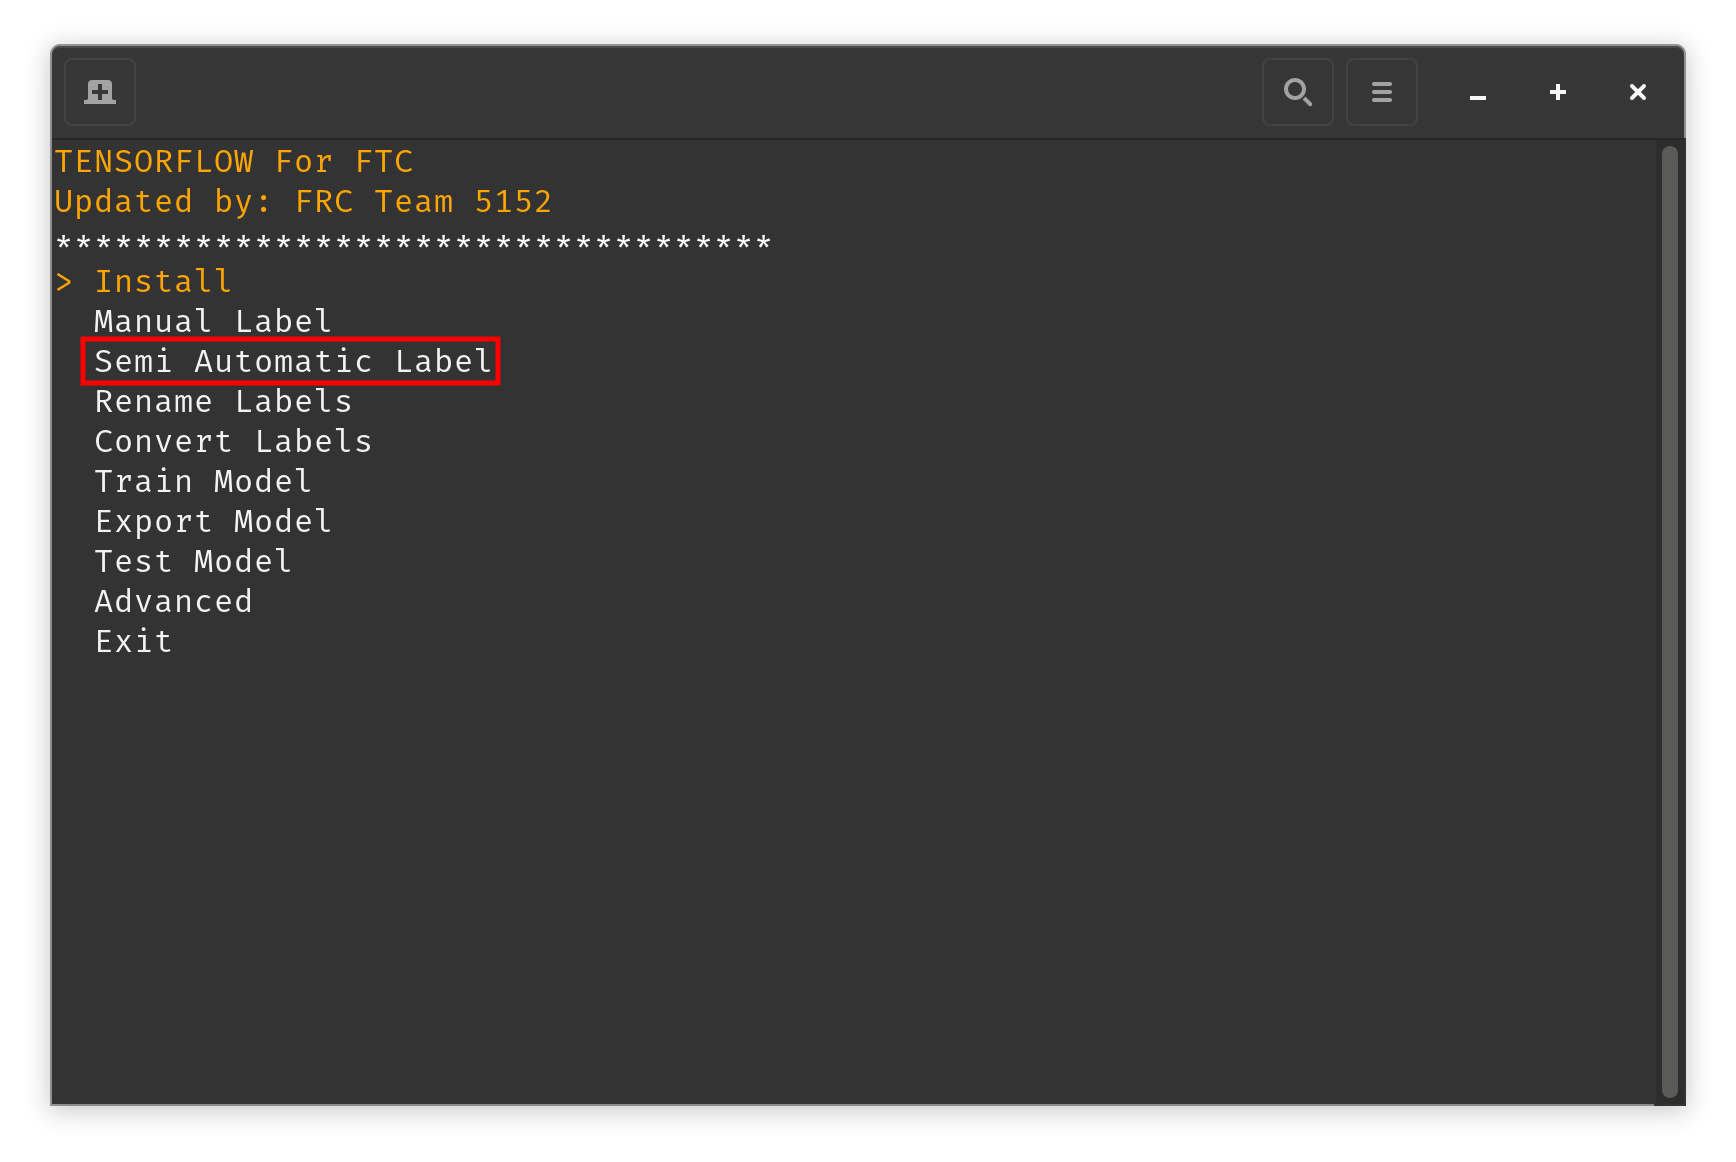 TENSORFLOW For FTC
Updated by: FRC Team 5152
************************************
> Install
Manual Label
Semi Automatic Label
Rename Labels
Convert Labels
Train Model
Export Model
Test Model
Advanced
Exit